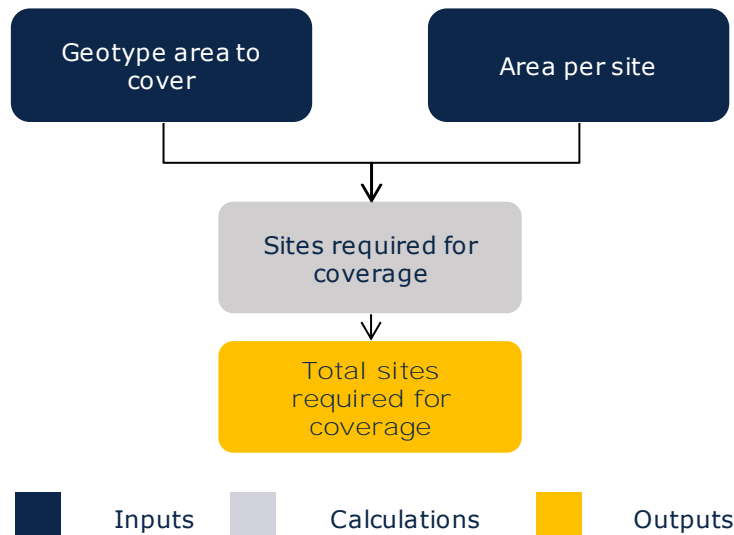 Geotype area to
cover
Area per site
Sites required for
coverage
Total sites
required for
coverage
Inputs
Calculations
Outputs